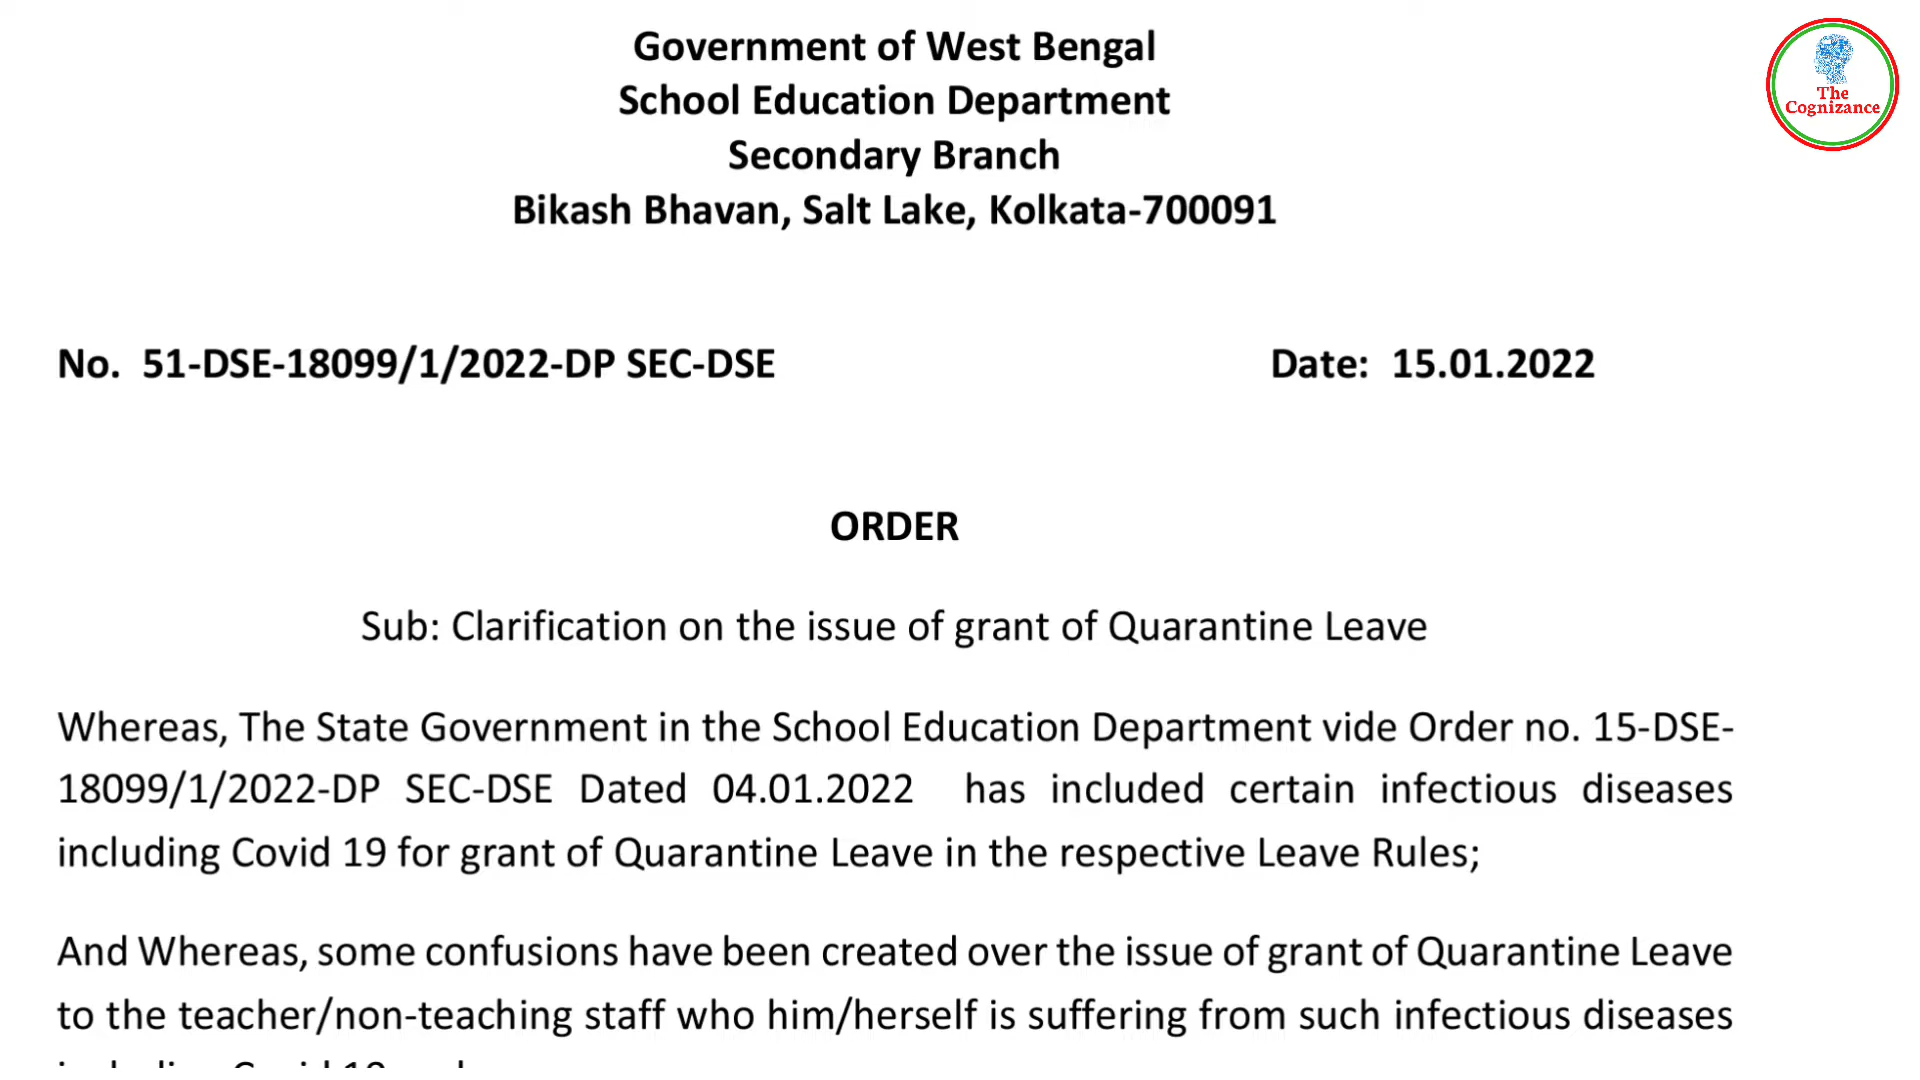 Government of West Bengal
School Education Department
Secondary Branch
Bikash Bhavan, Salt Lake, Kolkata-700091
The
Cognizance
No. 51-DSE-18099/1/2022-DP SEC-DSE Date: 15.01.2022
ORDER
Sub: Clarification on the issue of grant of Quarantine Leave
Whereas, The State Government in the School Education Department vide Order no. 15-DSE-
18099/1/2022-DP SEC-DSE Dated 04.01.2022 has included certain infectious diseases
including Covid 19 for grant of Quarantine Leave in the respective Leave Rules;
And Whereas, some confusions have been created over the issue of grant of Quarantine Leave
to the teacher/non-teaching staff who him/herself is suffering from such infectious diseases
including Covid 19